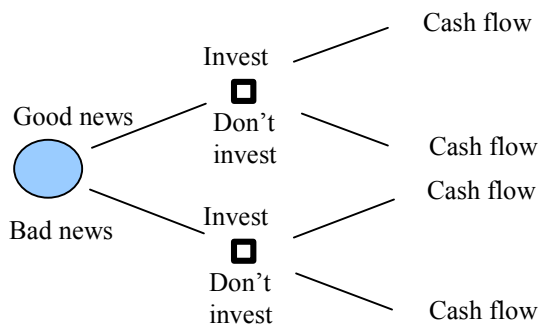 Cash flow
Invest
Good news
Don't
invest
Cash flow
Cash flow
Invest
Bad news
Don't
invest
Cash flow